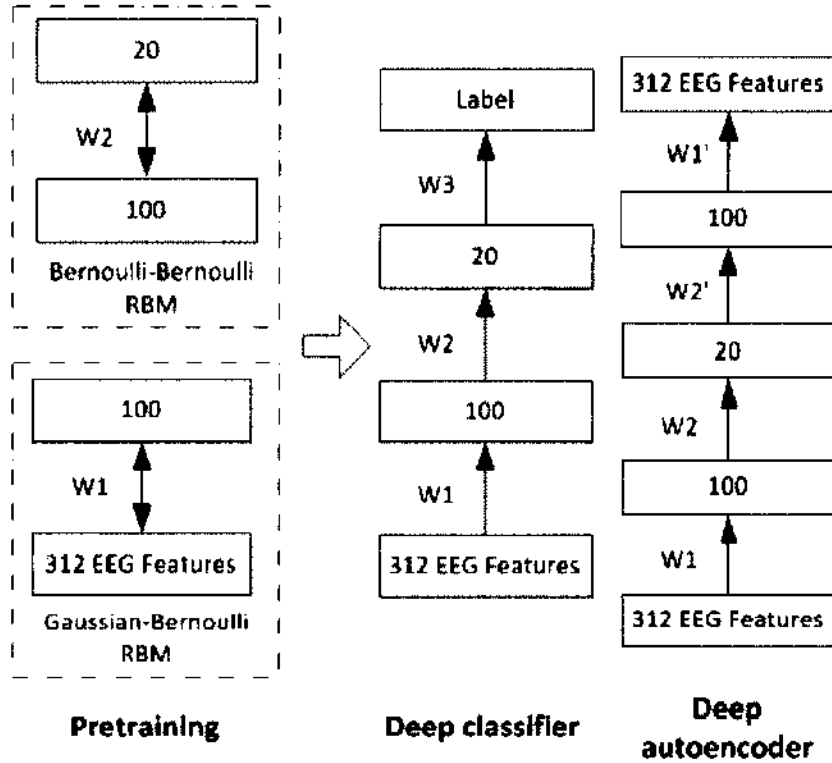 20
W2
100
Bernoulli-Bernoulli
RBM
100
W1
312 EEG Features
Gaussian-Bernoulli
RBM
Pretraining
Label
W3
20
W2
100
W1
312 EEG Features
Deep classifier
312 EEG Features
W1'
100
W2'
20
W2
100
W1
312 EEG Features
Deep
autoencoder